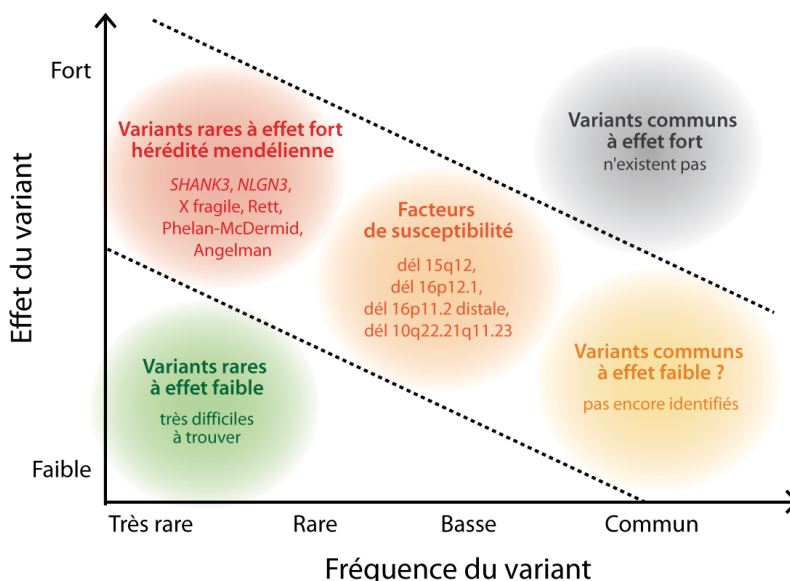 Effet du variant
Fort
Faible
Variants rares à effet fort
hérédité mendélienne
SHANK3, NLGN3,
X fragile, Rett,
Phelan-McDermid,
Angelman
Variants communs
à effet fort
n'existent pas
Facteurs
de susceptibilité
dél 15q12,
dél 16p12.1,
dél 16p11.2 distale,
dél 10q22.21q11.23
Variants rares
à effet faible
très difficiles
à trouver
Variants communs
à effet faible ?
pas encore identifiés
Très rare
Rare
Basse
Commun
Fréquence du variant